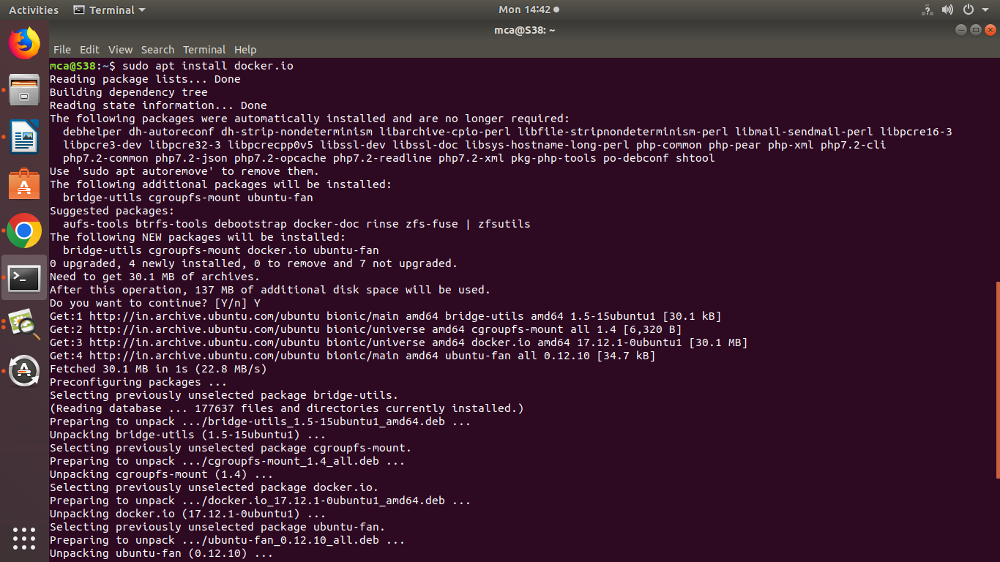 Activities Terminal Mon 14:42
mca@S38: ~
File Edit View Search Terminal Help
mca@S38:~$ sudo apt install docker.io
Reading package lists... Done
Building dependency tree
Reading state information... Done
The following packages were automatically installed and are no longer required:
  debhelper dh-autoreconf dh-strip-nondeterminism libarchive-cpio-perl libfile-stripnondeterminism-perl libmail-sendmail-perl libpcre16-3
  libpcre3-dev libpcre32-3 libpcrecpp0v5 libssl-dev libssl-doc libsys-hostname-long-perl php-common php-pear php-xml php7.2-cli
  php7.2-common php7.2-json php7.2-opcache php7.2-readline php7.2-xml pkg-php-tools po-debconf shtool
Use 'sudo apt autoremove' to remove them.
The following additional packages will be installed:
  bridge-utils cgroupfs-mount ubuntu-fan
Suggested packages:
  aufs-tools btrfs-tools debootstrap docker-doc rinse zfs-fuse | zfsutils
The following NEW packages will be installed:
  bridge-utils cgroupfs-mount docker.io ubuntu-fan
0 upgraded, 4 newly installed, 0 to remove and 7 not upgraded.
Need to get 30.1 MB of archives.
After this operation, 137 MB of additional disk space will be used.
Do you want to continue? [Y/n] Y
Get:1 http://in.archive.ubuntu.com/ubuntu bionic/main amd64 bridge-utils amd64 1.5-15ubuntu1 [30.1 kB]
Get:2 http://in.archive.ubuntu.com/ubuntu bionic/universe amd64 cgroupfs-mount all 1.4 [6,320 B]
Get:3 http://in.archive.ubuntu.com/ubuntu bionic/universe amd64 docker.io amd64 17.12.1-0ubuntu1 [30.1 MB]
Get:4 http://in.archive.ubuntu.com/ubuntu bionic/main amd64 ubuntu-fan all 0.12.10 [34.7 kB]
Fetched 30.1 MB in 1s (22.8 MB/s)
Preconfiguring packages ...
Selecting previously unselected package bridge-utils.
(Reading database ... 177637 files and directories currently installed.)
Preparing to unpack .../bridge-utils_1.5-15ubuntu1_amd64.deb ...
Unpacking bridge-utils (1.5-15ubuntu1) ...
Selecting previously unselected package cgroupfs-mount.
Preparing to unpack .../cgroupfs-mount_1.4_all.deb ...
Unpacking cgroupfs-mount (1.4) ...
Selecting previously unselected package docker.io.
Preparing to unpack .../docker.io_17.12.1-0ubuntu1_amd64.deb ...
Unpacking docker.io (17.12.1-0ubuntu1) ...
Selecting previously unselected package ubuntu-fan.
Preparing to unpack .../ubuntu-fan_0.12.10_all.deb ...
Unpacking ubuntu-fan (0.12.10) ...